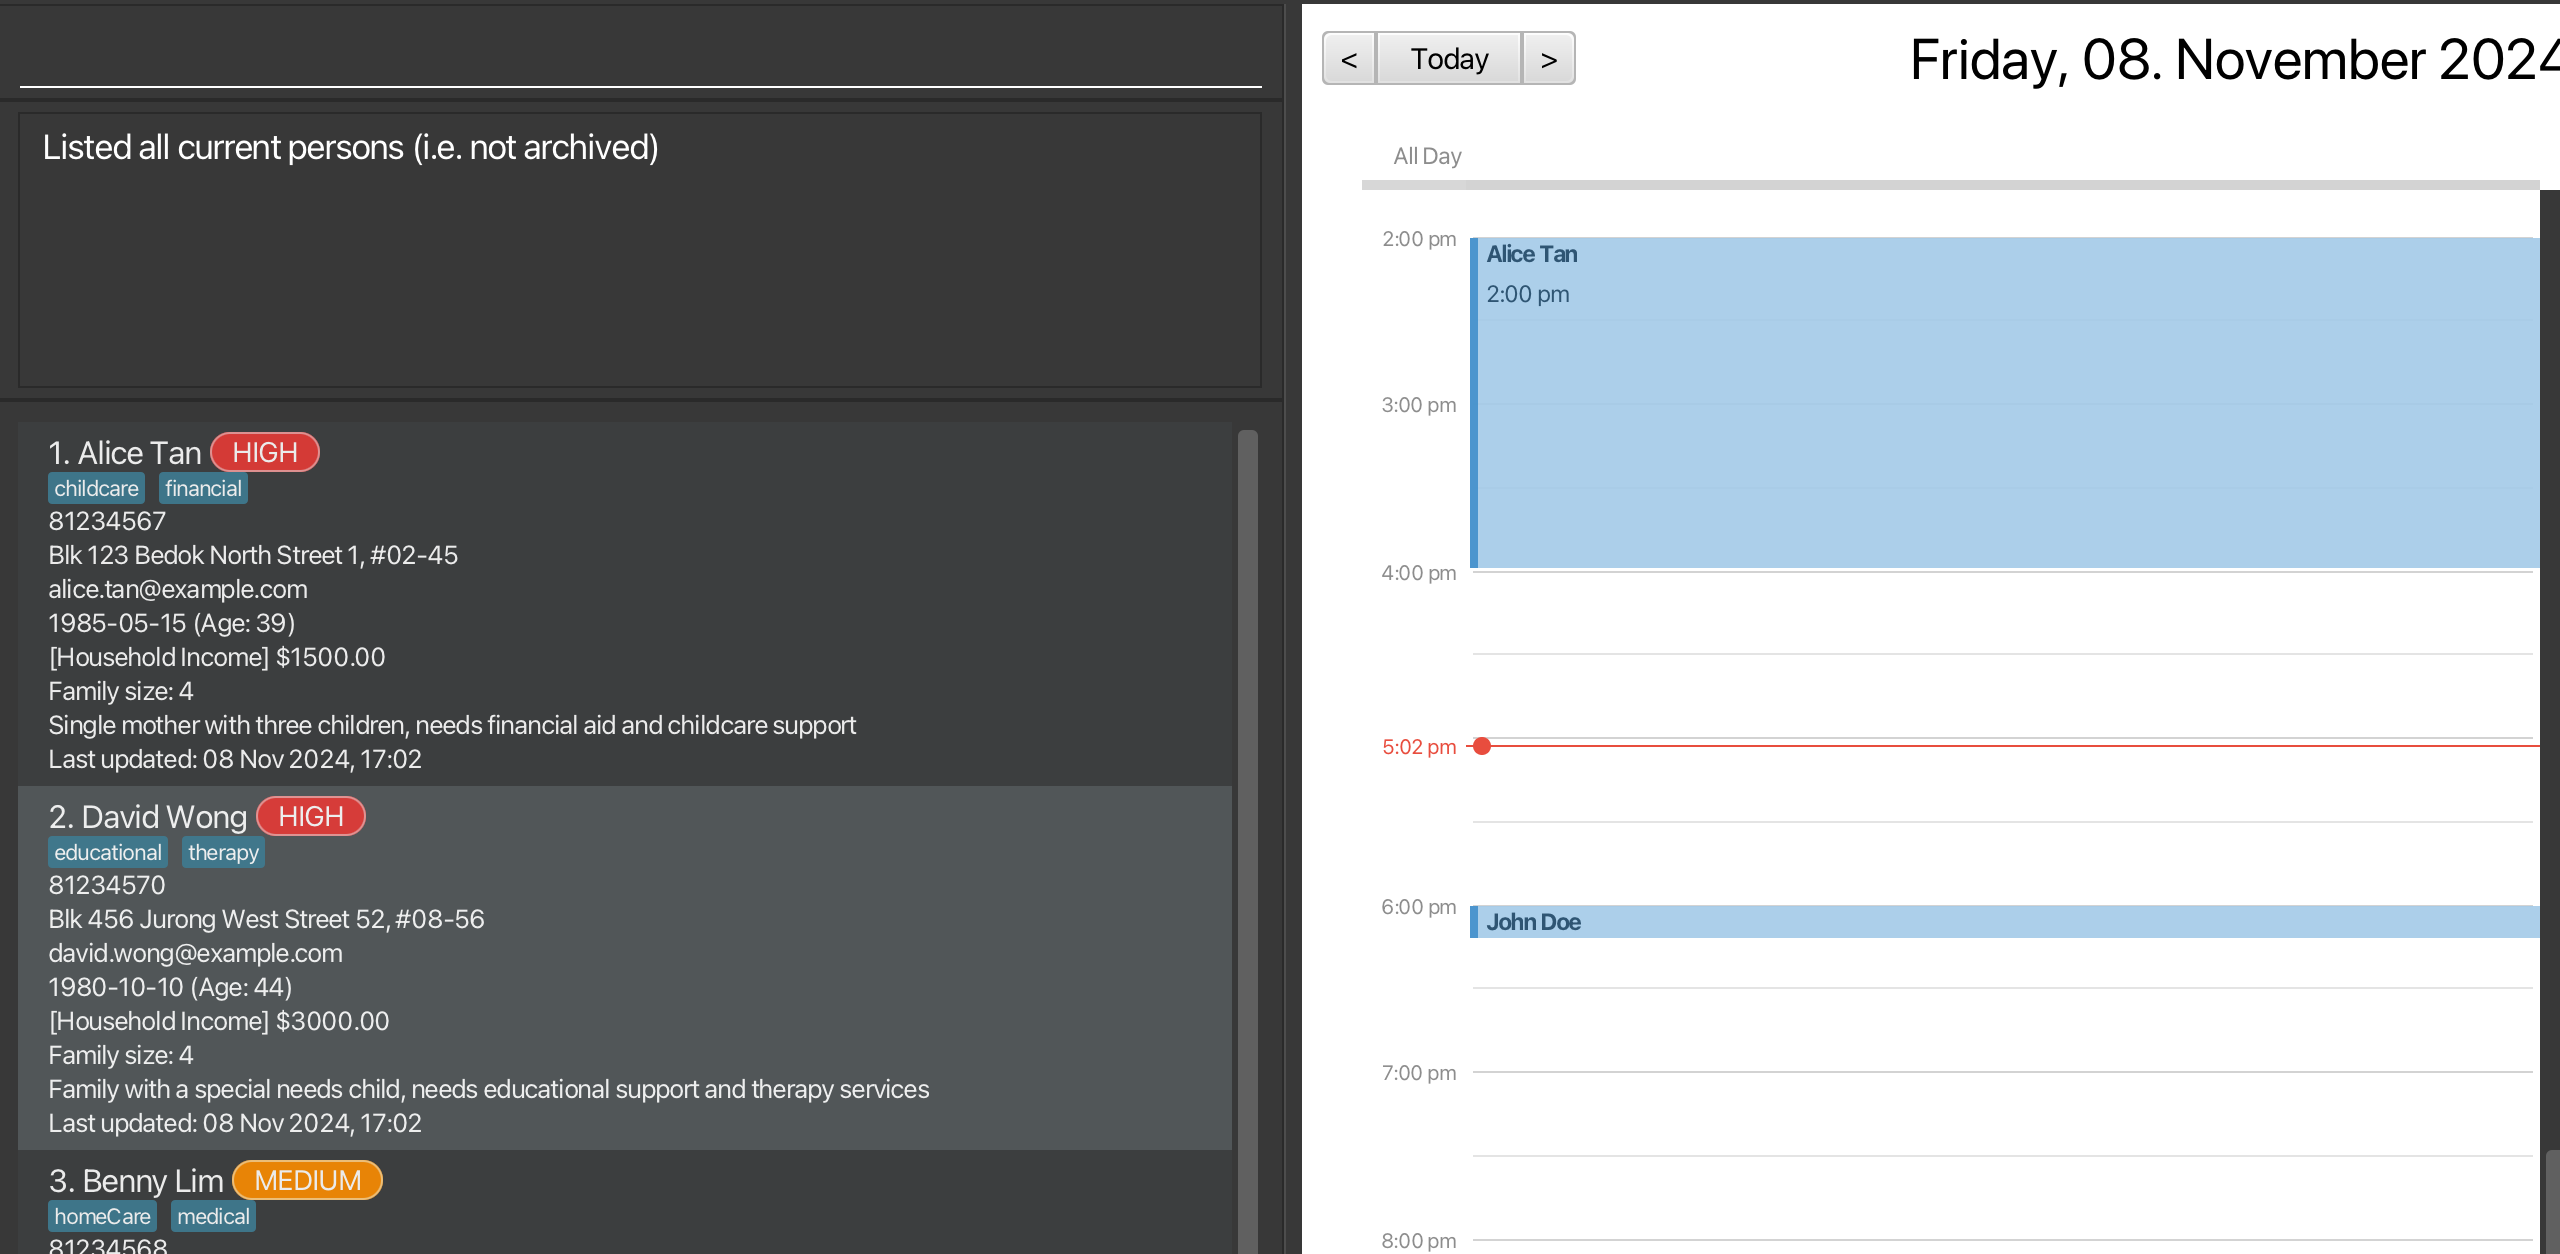 Listed all current persons (i.e. not archived)
1. Alice Tan HIGH
childcare financial
81234567
Blk 123 Bedok North Street 1, #02-45
alice.tan@example.com
1985-05-15 (Age: 39)
[Household Income] $1500.00
Family size: 4
Single mother with three children, needs financial aid and childcare support
Last updated: 08 Nov 2024, 17:02
2. David Wong HIGH
educational therapy
81234570
Blk 456 Jurong West Street 52, #08-56
david.wong@example.com
1980-10-10 (Age: 44)
[Household Income] $3000.00
Family size: 4
Family with a special needs child, needs educational support and therapy services
Last updated: 08 Nov 2024, 17:02
3. Benny Lim MEDIUM
homeCare medical
81234568
< Today > Friday, 08. November 2024
All Day
2:00 pm
Alice Tan
2:00 pm
3:00 pm
4:00 pm
5:02 pm
6:00 pm
John Doe
7:00 pm
8:00 pm